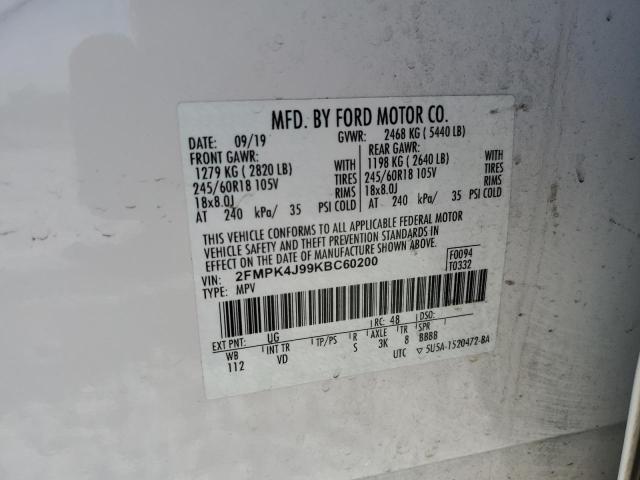 MFD. BY FORD MOTOR CO.
DATE: 09/19 GVWR: 2468 KG ( 5440 LB)
FRONT GAWR: REAR GAWR:
1279 KG ( 2820 LB) WITH 1198 KG ( 2640 LB) WITH
245/60R18 105V TIRES 245/60R18 105V TIRES
18x8.0J RIMS 18x8.0J RIMS
AT 240 kPa/ 35 PSI COLD AT 240 kPa/ 35 PSI COLD
THIS VEHICLE CONFORMS TO ALL APPLICABLE FEDERAL MOTOR
VEHICLE SAFETY AND THEFT PREVENTION STANDARDS IN
EFFECT ON THE DATE OF MANUFACTURE SHOWN ABOVE.
VIN: 2FMPK4J99KBC60200 F0094
TYPE: MPV T0332
EXT PNT: UG RC: 48 DSO:
WB INT TR TP/PS R AXLE TR SPR
112 VD S 3K 8 BBBB
UTC ▽ 5U5A-1520472-BA